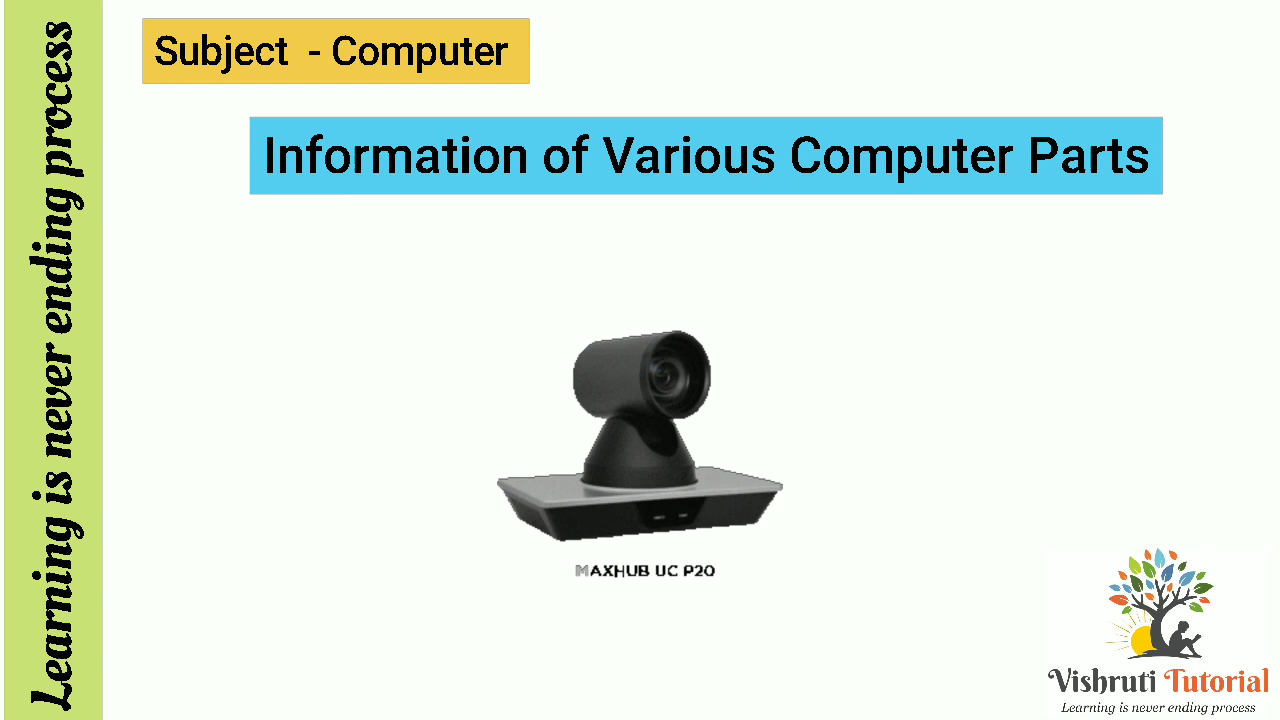 Learning is never ending process
Subject - Computer
Information of Various Computer Parts
MAXHUB UC P20
Vishruti Tutorial
Learning is never ending process